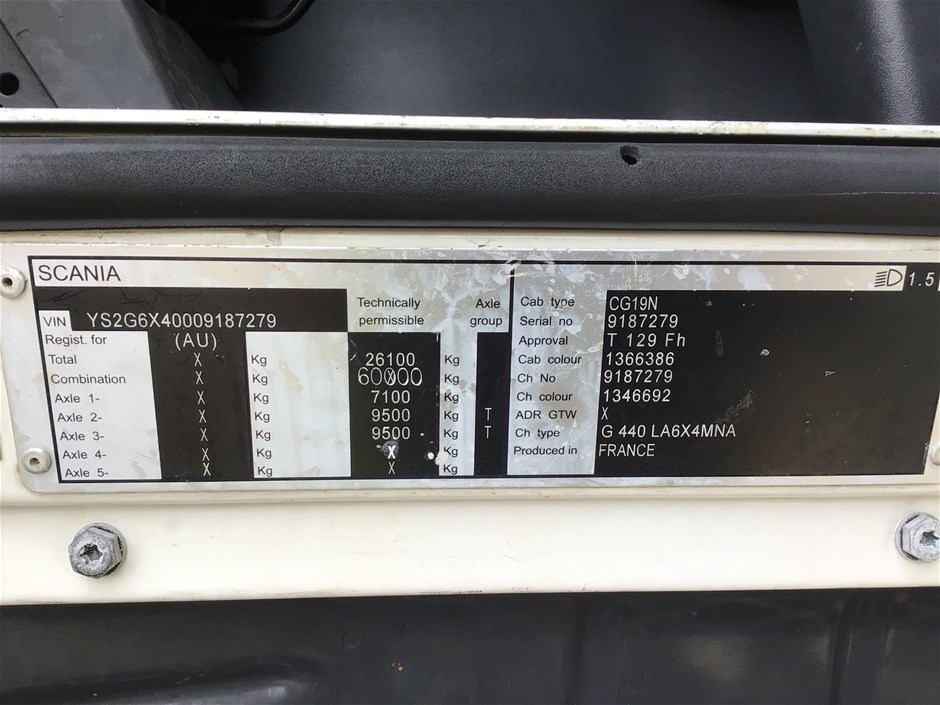 SCANIA
1.5
VIN YS2G6X40009187279
Technically permissible
Axle group
Regist. for (AU)
Total X Kg 26100 Kg
Combination X Kg 60000 Kg
Axle 1- X Kg 7100 Kg
Axle 2- X Kg 9500 Kg T
Axle 3- X Kg 9500 Kg T
Axle 4- X Kg X Kg
Axle 5- X Kg X Kg
Cab type CG19N
Serial no 9187279
Approval T 129 Fh
Cab colour 1366386
Ch No 9187279
Ch colour 1346692
ADR GTW X
Ch type G 440 LA6X4MNA
Produced in FRANCE